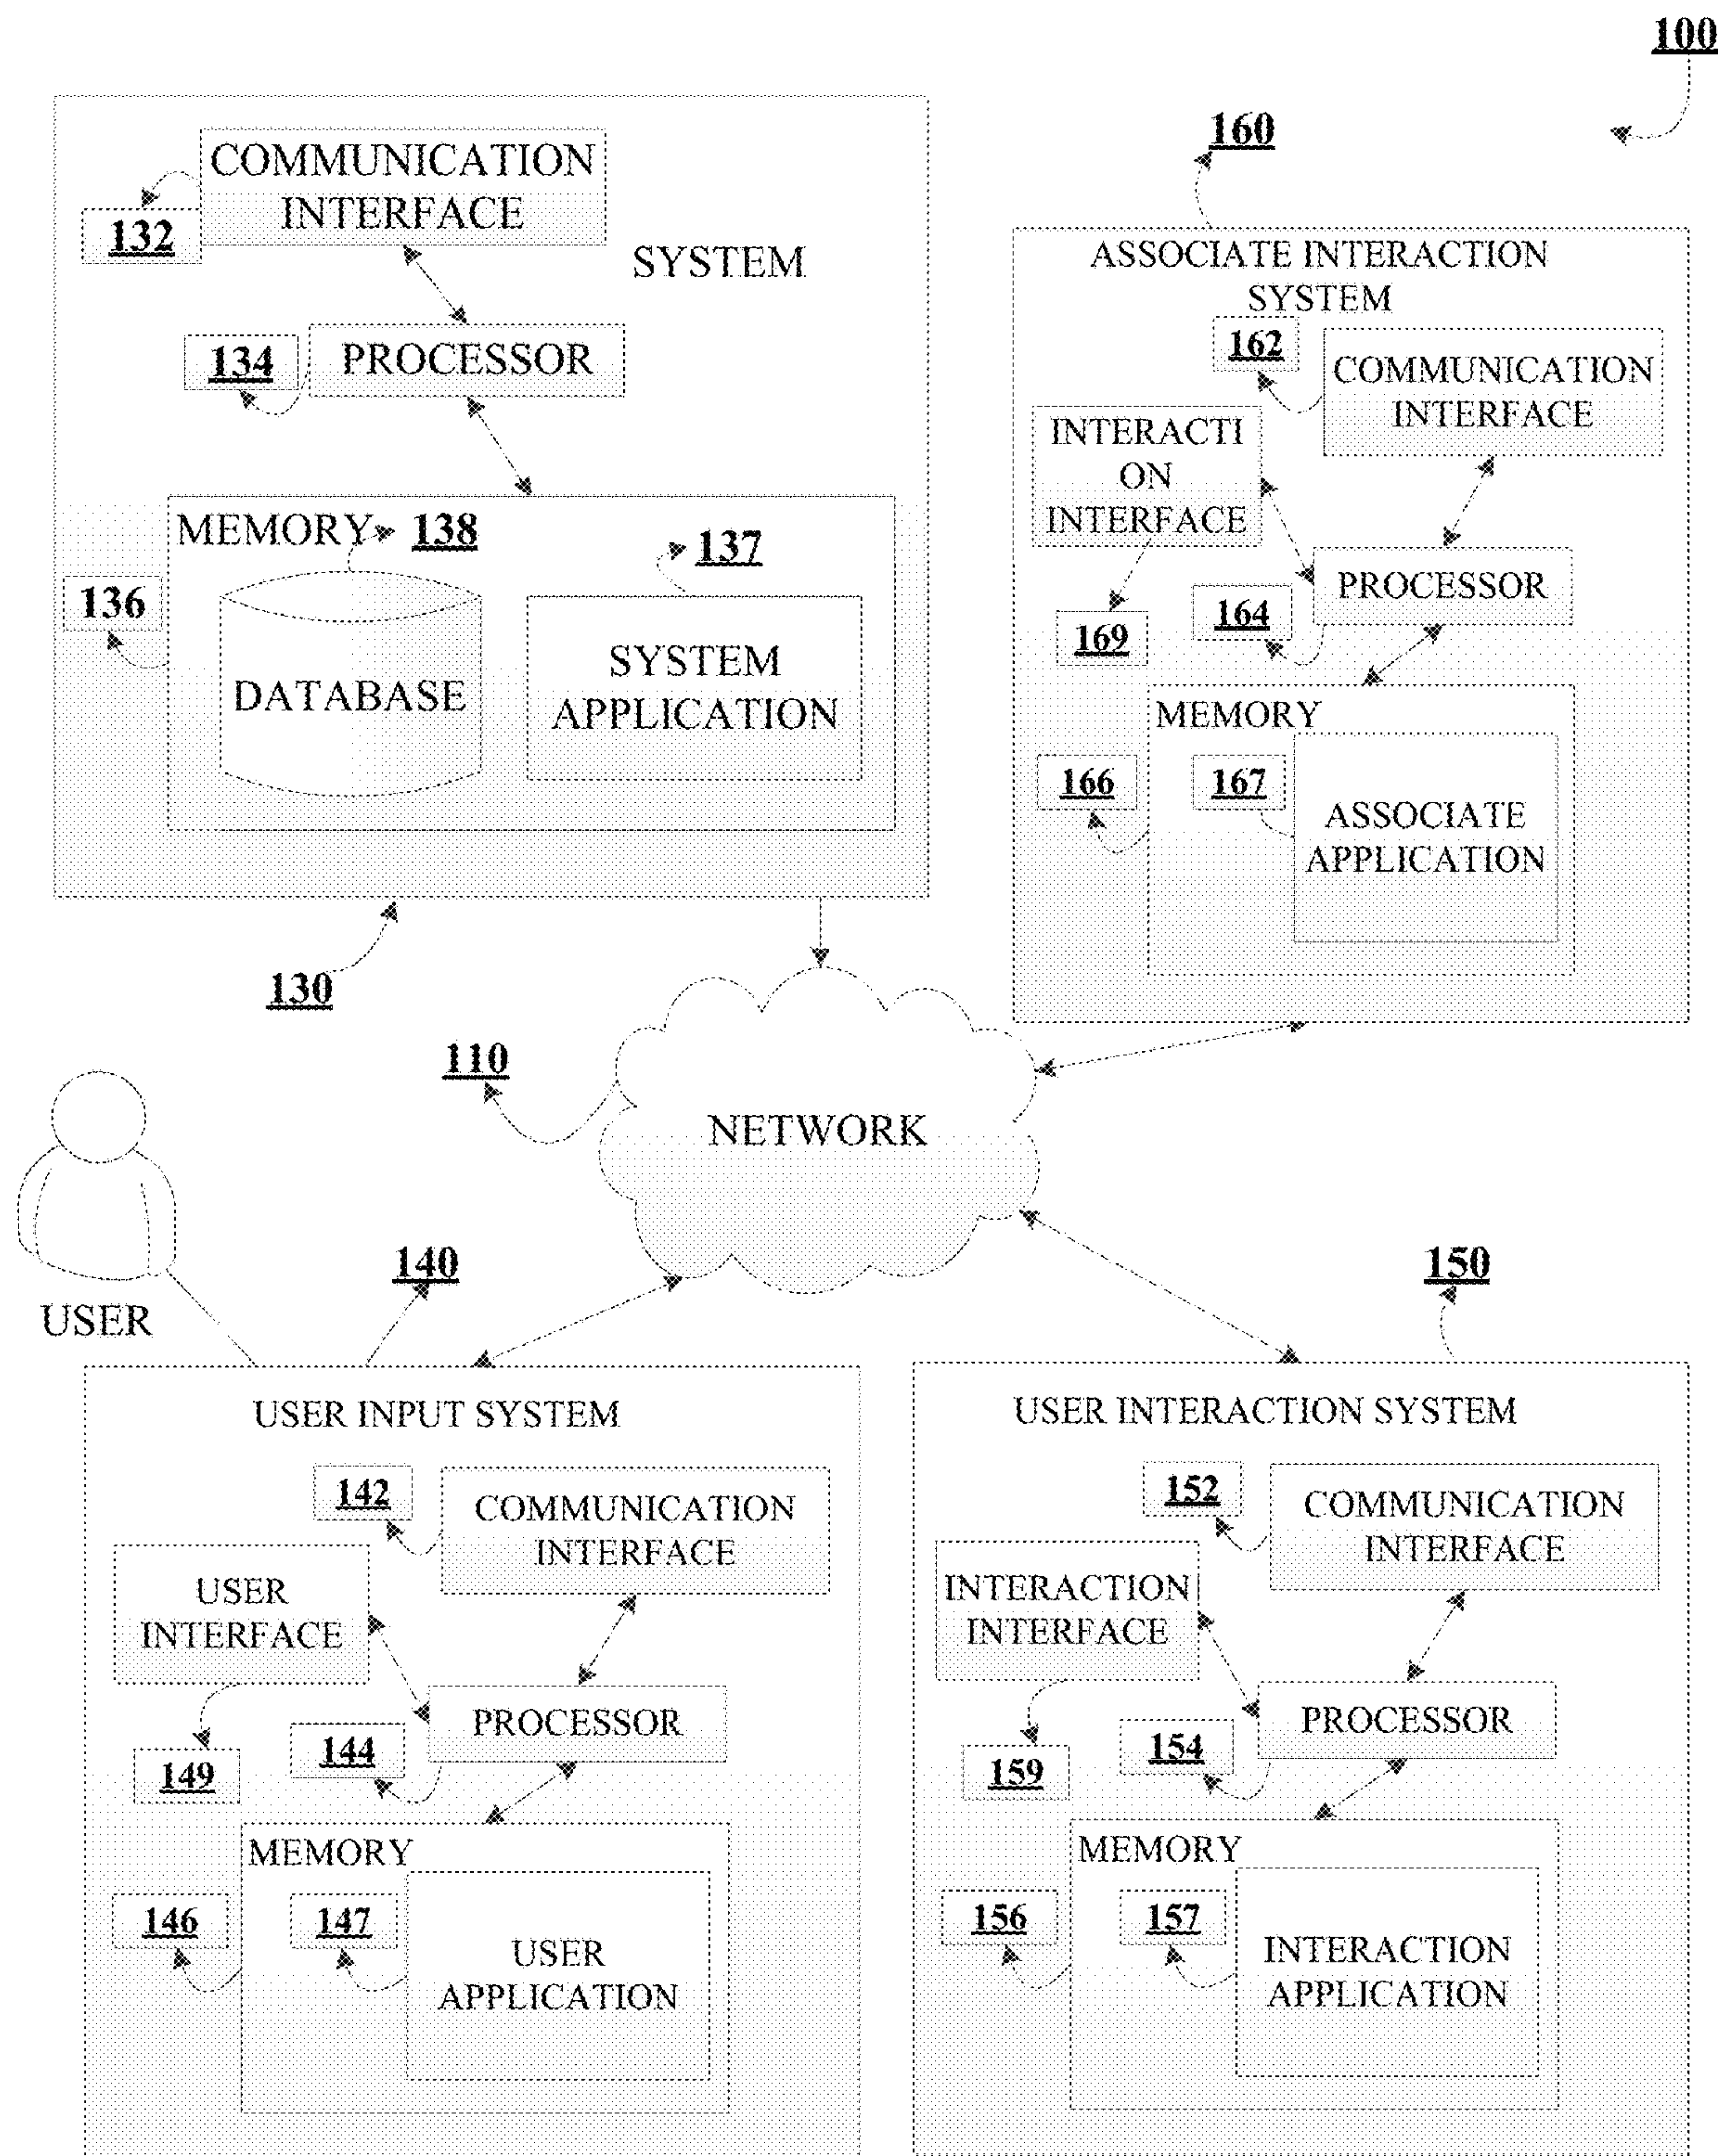 100
COMMUNICATION
INTERFACE
132
SYSTEM
134
PROCESSOR
MEMORY
138
137
136
DATABASE
SYSTEM
APPLICATION
130
160
ASSOCIATE INTERACTION
SYSTEM
162
COMMUNICATION
INTERFACE
INTERACTI
ON
INTERFACE
PROCESSOR
164
169
MEMORY
166
167
ASSOCIATE
APPLICATION
110
NETWORK
USER
140
150
USER INPUT SYSTEM
142
COMMUNICATION
INTERFACE
USER
INTERFACE
PROCESSOR
144
149
MEMORY
146
147
USER
APPLICATION
USER INTERACTION SYSTEM
152
COMMUNICATION
INTERFACE
INTERACTION
INTERFACE
PROCESSOR
154
159
MEMORY
156
157
INTERACTION
APPLICATION